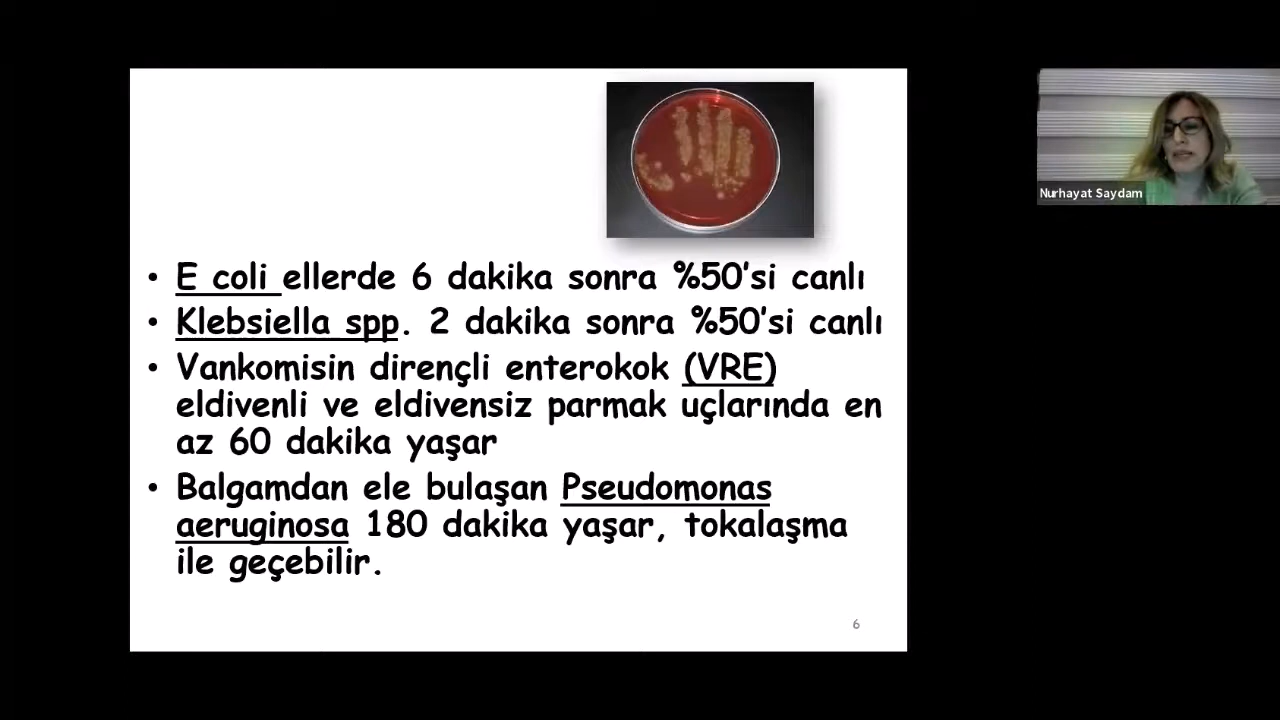 • E coli ellerde 6 dakika sonra %50'si canlı
• Klebsiella spp. 2 dakika sonra %50'si canlı
• Vankomisin dirençli enterokok (VRE)
eldivenli ve eldivensiz parmak uçlarında en
az 60 dakika yaşar
• Balgamdan ele bulaşan Pseudomonas
aeruginosa 180 dakika yaşar, tokalaşma
ile geçebilir.
6
Nurhayat Saydam